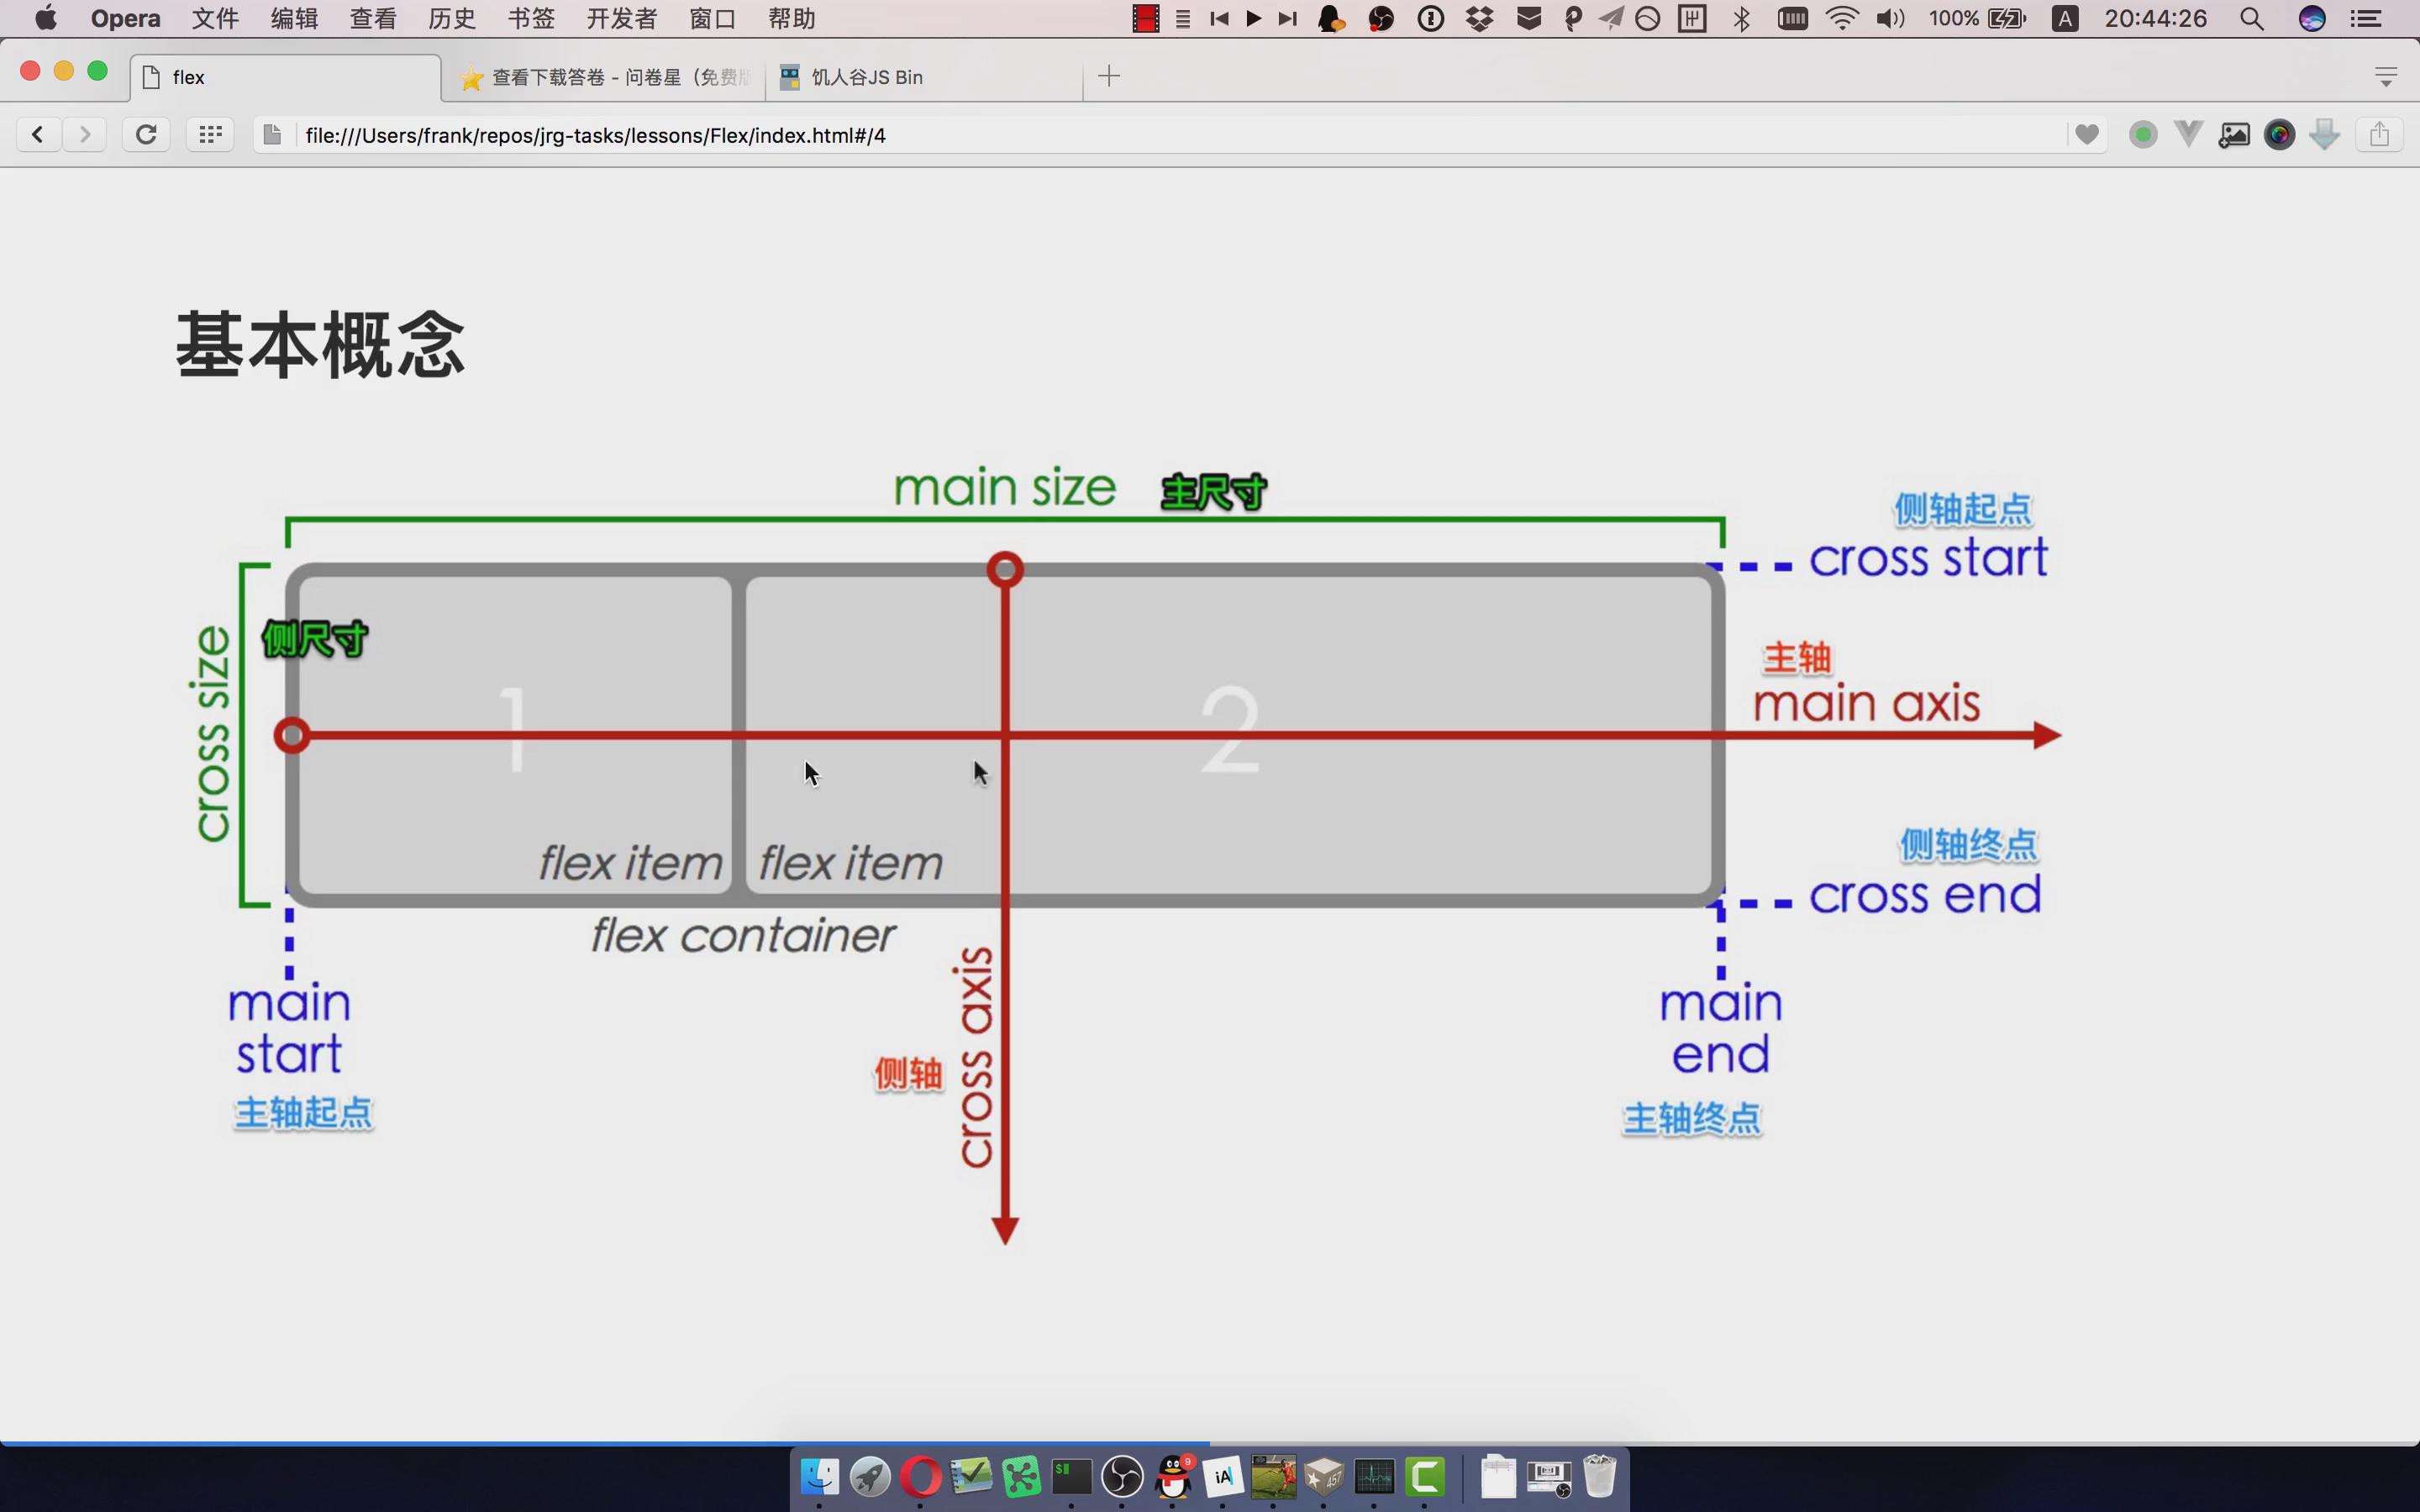 Opera 文件 编辑 查看 历史 书签 开发者 窗口 帮助 100% A 20:44:26
flex 查看下载答卷 - 问卷星（免费版 饥人谷JS Bin
file:///Users/frank/repos/jrg-tasks/lessons/Flex/index.html#/4
基本概念
main size 主尺寸
侧轴起点
cross start
cross size
侧尺寸
主轴
main axis
1
2
侧轴终点
cross end
flex item flex item
flex container
cross axis
侧轴
main
start
主轴起点
main
end
主轴终点
9
iA
457